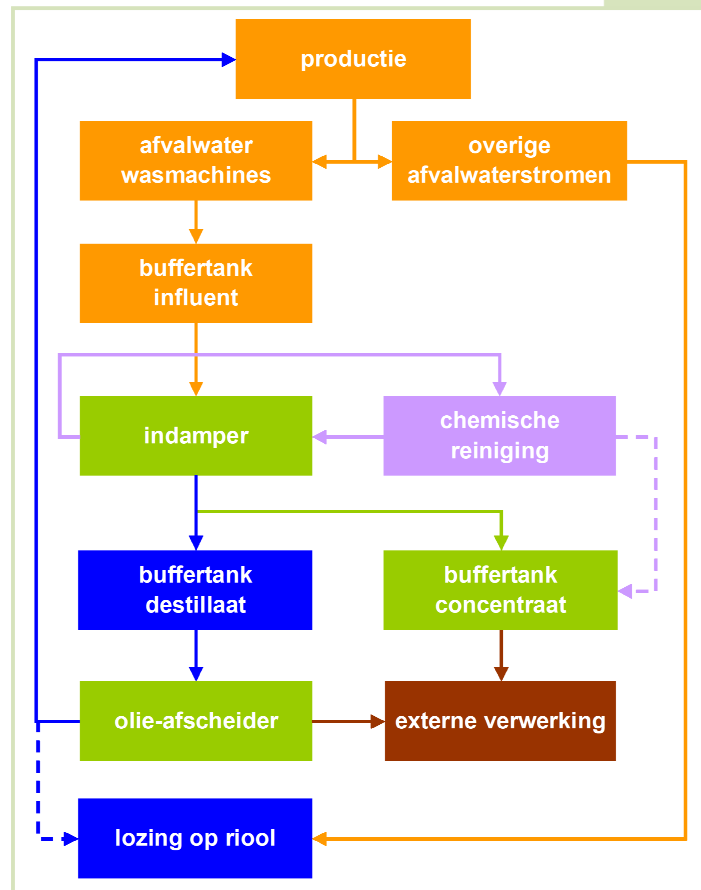 productie
afvalwater
wasmachines
overige
afvalwaterstromen
buffertank
influent
indamper
chemische
reiniging
buffertank
destillaat
buffertank
concentraat
olie-afscheider
externe verwerking
lozing op riool